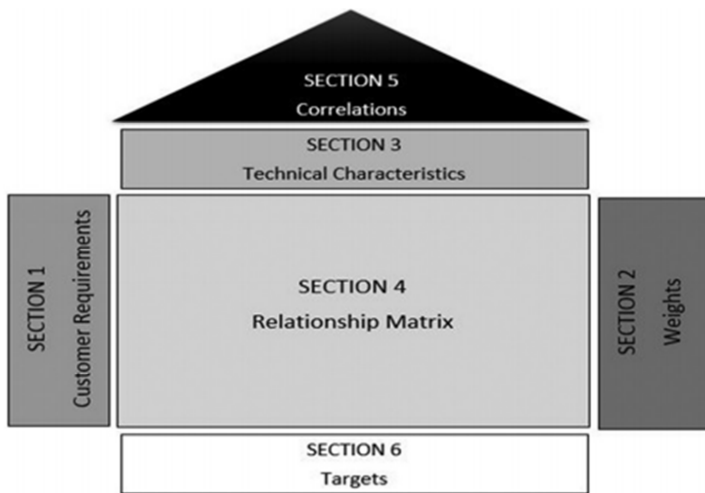 SECTION 5
Correlations
SECTION 3
Technical Characteristics
SECTION 1
Customer Requirements
SECTION 4
Relationship Matrix
SECTION 2
Weights
SECTION 6
Targets